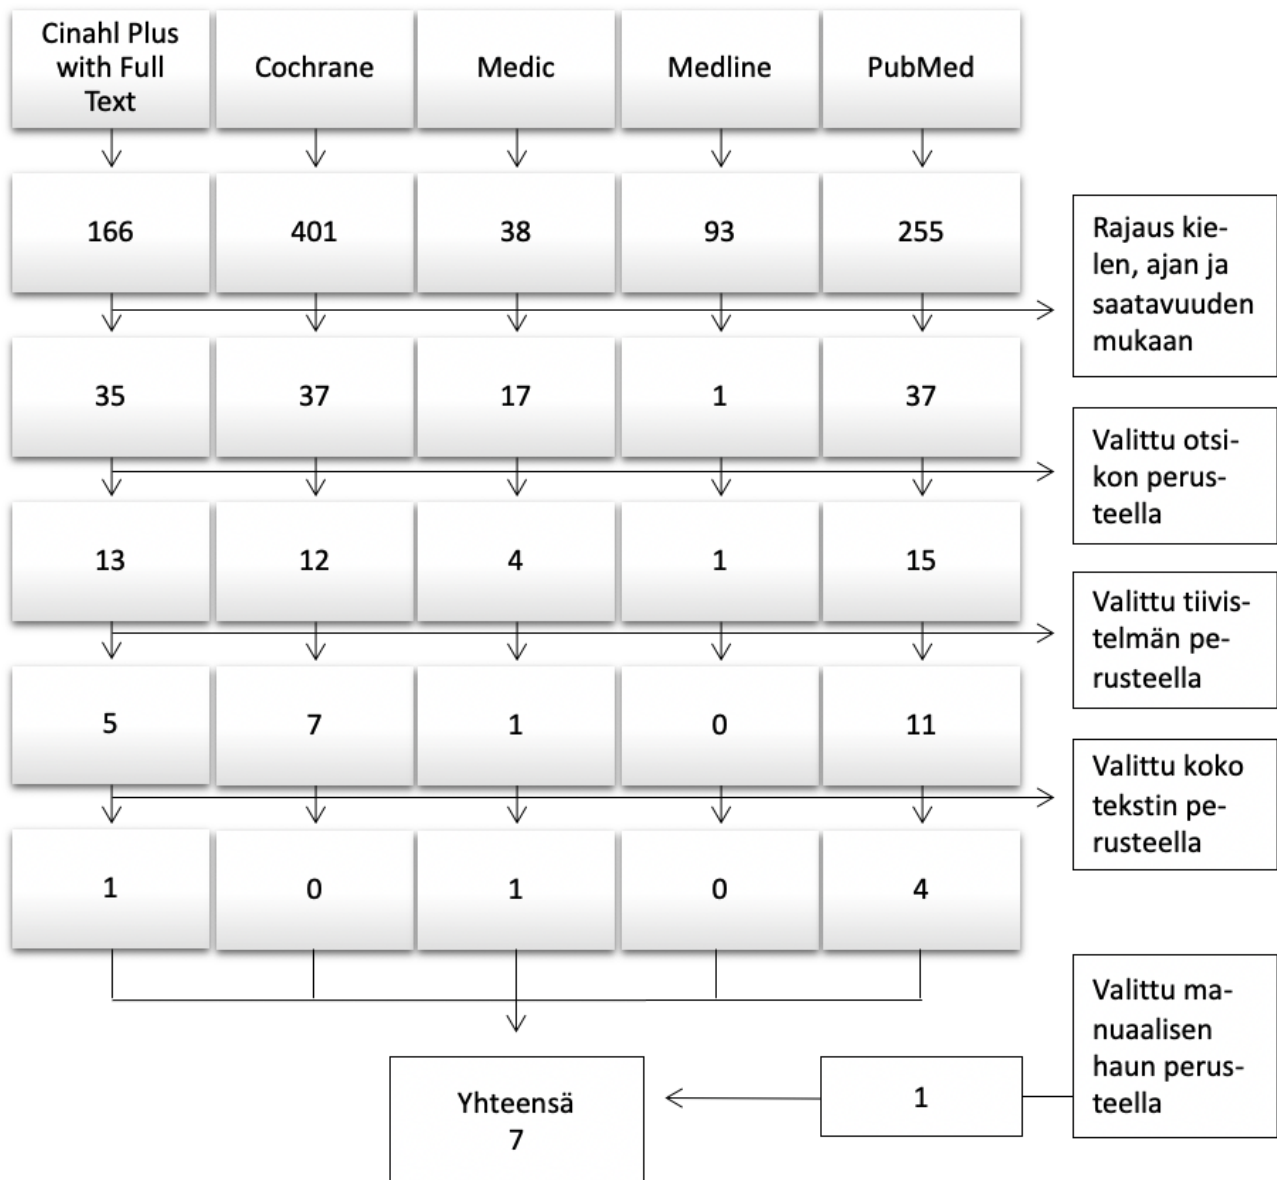 Cinahl Plus
with Full
Text
Cochrane
Medic
Medline
PubMed
166
401
38
93
255
Rajaus kie-
len, ajan ja
saatavuuden
mukaan
35
37
17
1
37
Valittu otsi-
kon perus-
teella
13
12
4
1
15
Valittu tiivis-
telmän pe-
rusteella
5
7
1
0
11
Valittu koko
tekstin pe-
rusteella
1
0
1
0
4
Valittu ma-
nuaalisen
haun perus-
teella
1
Yhteensä
7